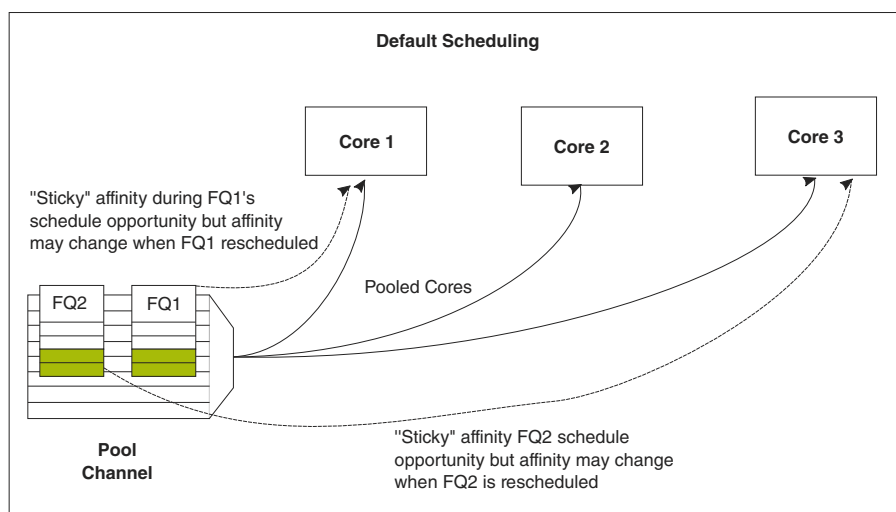 Default Scheduling
Core 1
Core 2
Core 3
"Sticky" affinity during FQ1's
schedule opportunity but affinity
may change when FQ1 rescheduled
FQ2
FQ1
Pooled Cores
Pool
Channel
"Sticky" affinity FQ2 schedule
opportunity but affinity may change
when FQ2 is rescheduled